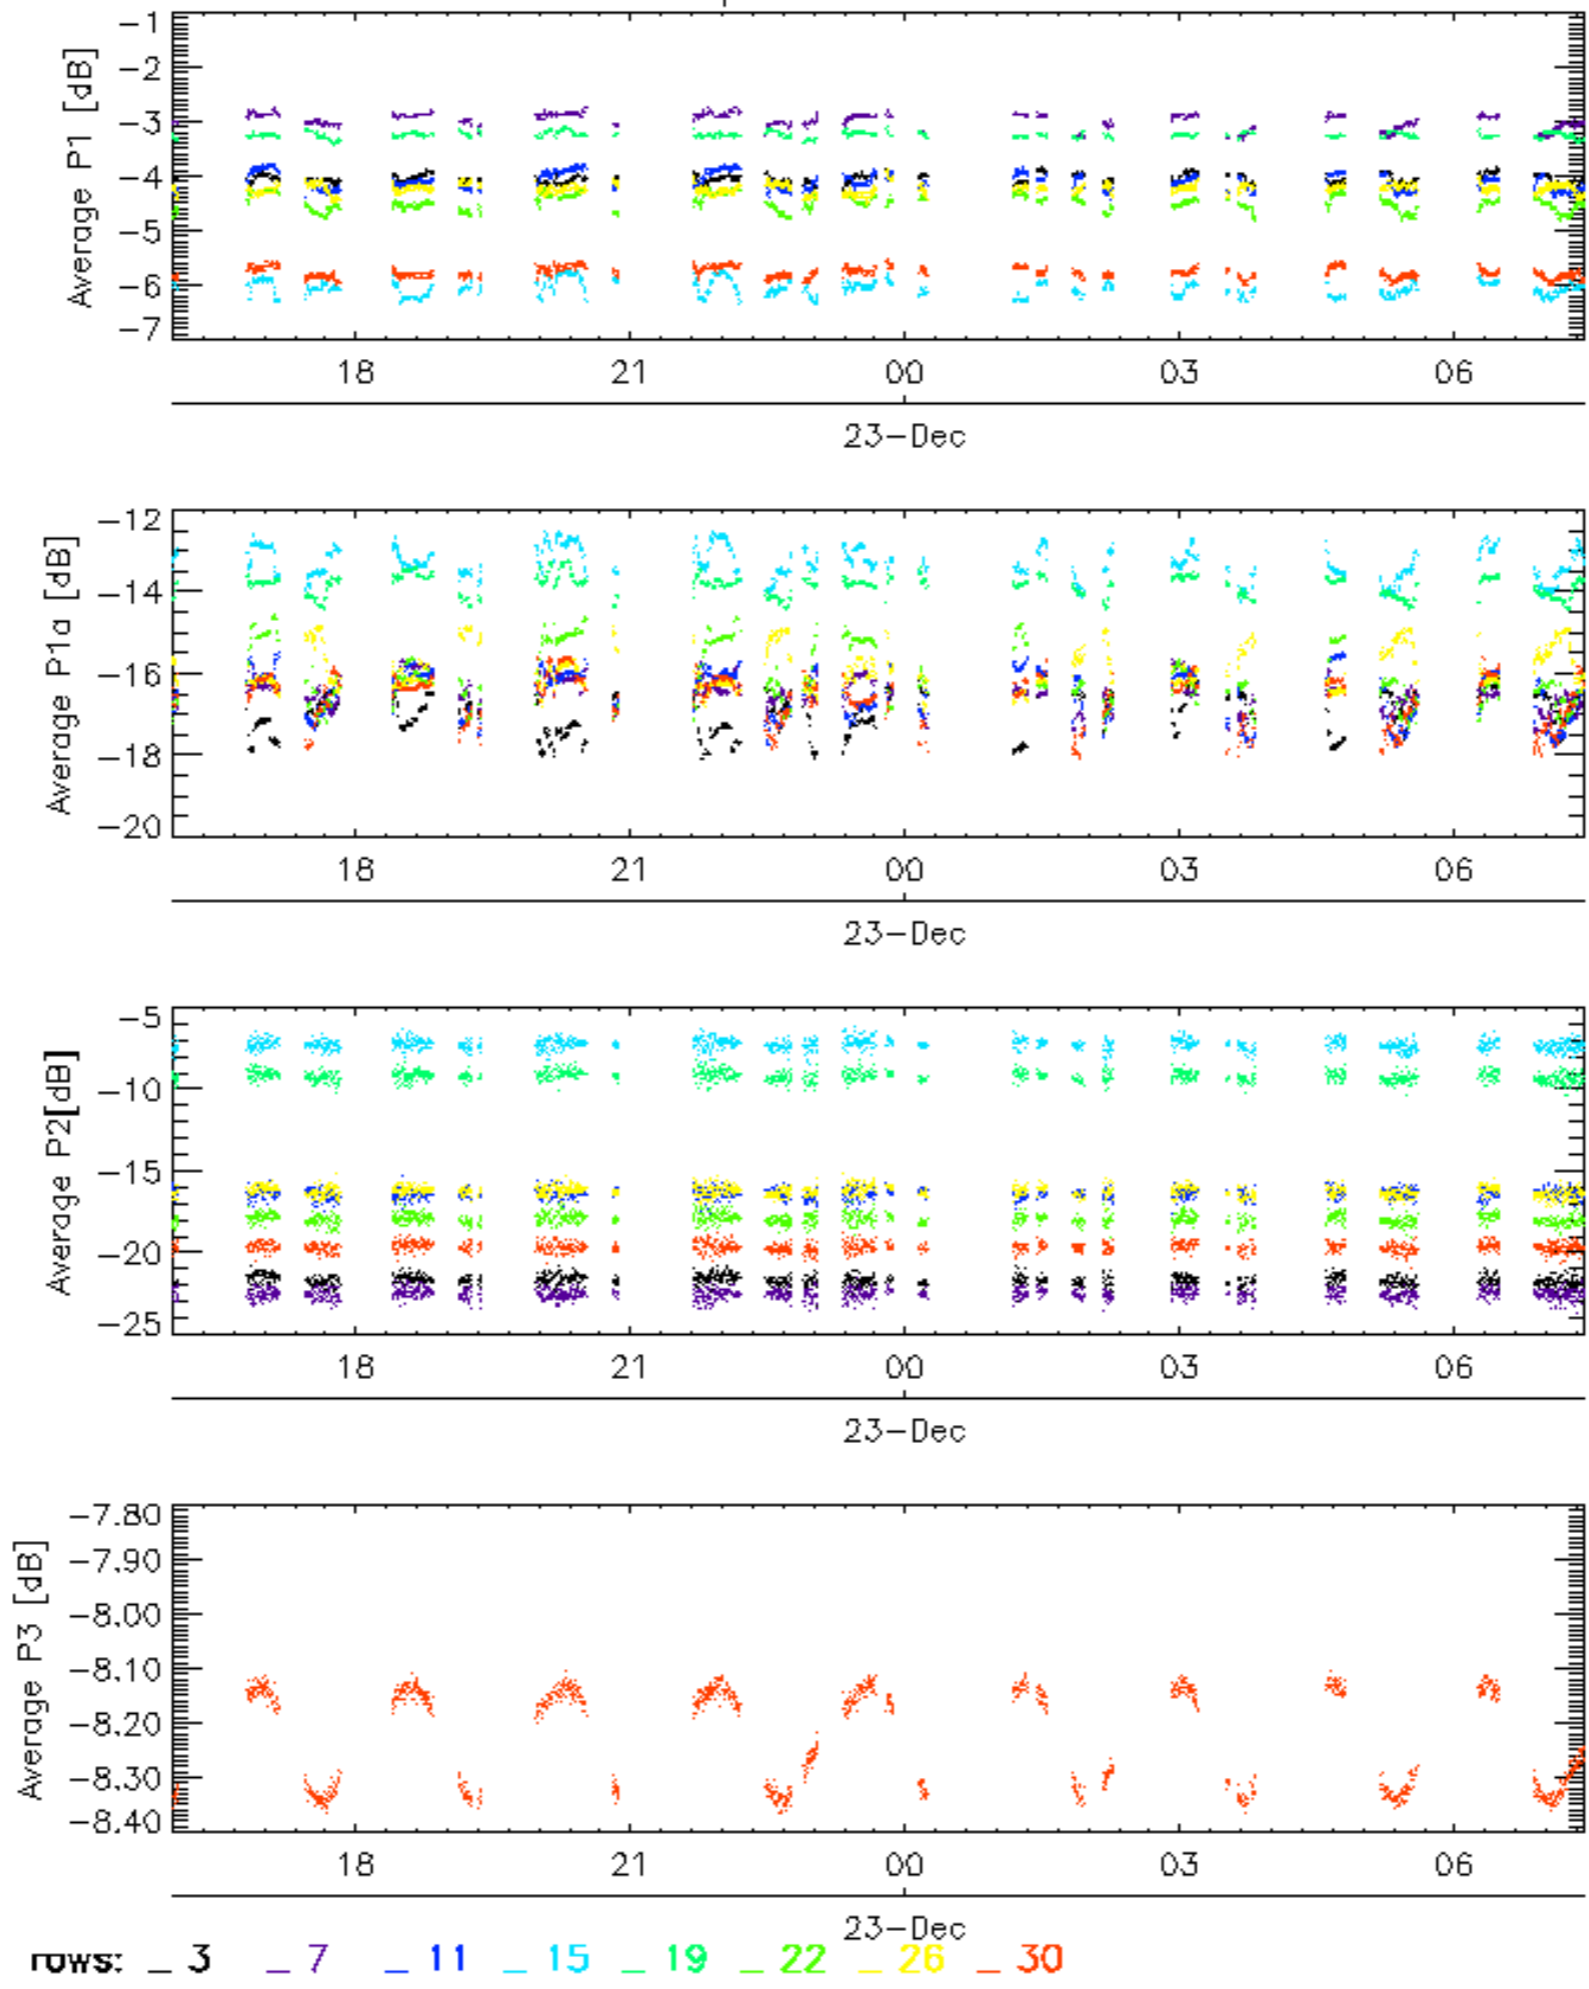 Average P1 [dB]
-1
-2
-3
-4
-5
-6
-7
18 21 00 03 06
23-Dec
Average P1a [dB]
-12
-14
-16
-18
-20
18 21 00 03 06
23-Dec
Average P2[dB]
-5
-10
-15
-20
-25
18 21 00 03 06
23-Dec
Average P3 [dB]
-7.80
-7.90
-8.00
-8.10
-8.20
-8.30
-8.40
18 21 00 03 06
23-Dec
rows: _ 3 _ 7 _ 11 _ 15 _ 19 _ 22 _ 26 _ 30